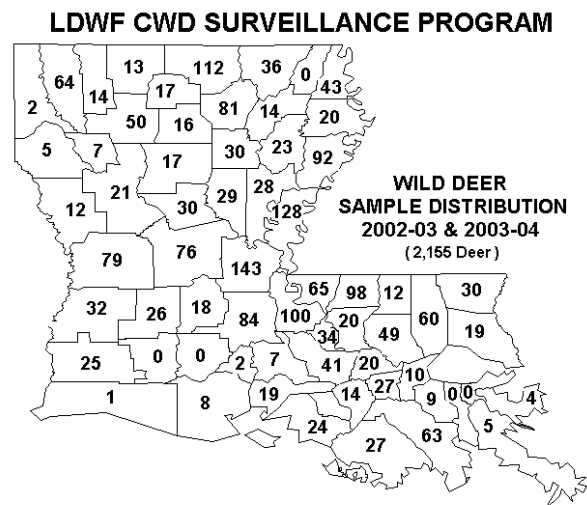 LDWF CWD SURVEILLANCE PROGRAM
13 112 36 0 43
64 14 17 81 14 20
2 50 16
5 7 17 30 23 92
21 29 28
12 30 128
WILD DEER
SAMPLE DISTRIBUTION
2002-03 & 2003-04
( 2,155 Deer )
79 76 143
65 98 12 30
32 26 18 84 100 20 60 19
34 49
25 0 0 2 7 41 20 10
1 8 19 14 27 9 0 0 4
24 5
27 63